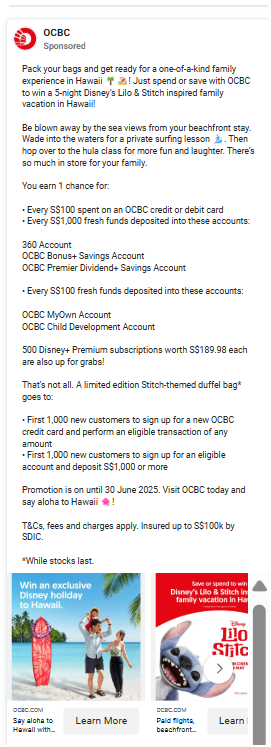 OCBC
Sponsored
Pack your bags and get ready for a one-of-a-kind family
experience in Hawaii 🌴 🏖️! Just spend or save with OCBC
to win a 5-night Disney's Lilo & Stitch inspired family
vacation in Hawaii!
Be blown away by the sea views from your beachfront stay.
Wade into the waters for a private surfing lesson 🏄. Then
hop over to the hula class for more fun and laughter. There's
so much in store for your family.
You earn 1 chance for:
• Every S$100 spent on an OCBC credit or debit card
• Every S$1,000 fresh funds deposited into these accounts:
360 Account
OCBC Bonus+ Savings Account
OCBC Premier Dividend+ Savings Account
• Every S$100 fresh funds deposited into these accounts:
OCBC MyOwn Account
OCBC Child Development Account
500 Disney+ Premium subscriptions worth S$189.98 each
are also up for grabs!
That's not all. A limited edition Stitch-themed duffel bag*
goes to:
• First 1,000 new customers to sign up for a new OCBC
credit card and perform an eligible transaction of any
amount
• First 1,000 new customers to sign up for an eligible
account and deposit S$1,000 or more
Promotion is on until 30 June 2025. Visit OCBC today and
say aloha to Hawaii 🌺!
T&Cs, fees and charges apply. Insured up to S$100k by
SDIC.
*While stocks last.
Win an exclusive
Disney holiday
to Hawaii.
OCBC.COM
Say aloha to
Hawaii with...
Learn More
Save or spend to win
Disney's Lilo & Stitch ins
family vacation in Haw
Disney
Lilo
Stitc
IN CINEM
22 MAY
OCBC.COM
Paid flights,
beachfront...
Learn